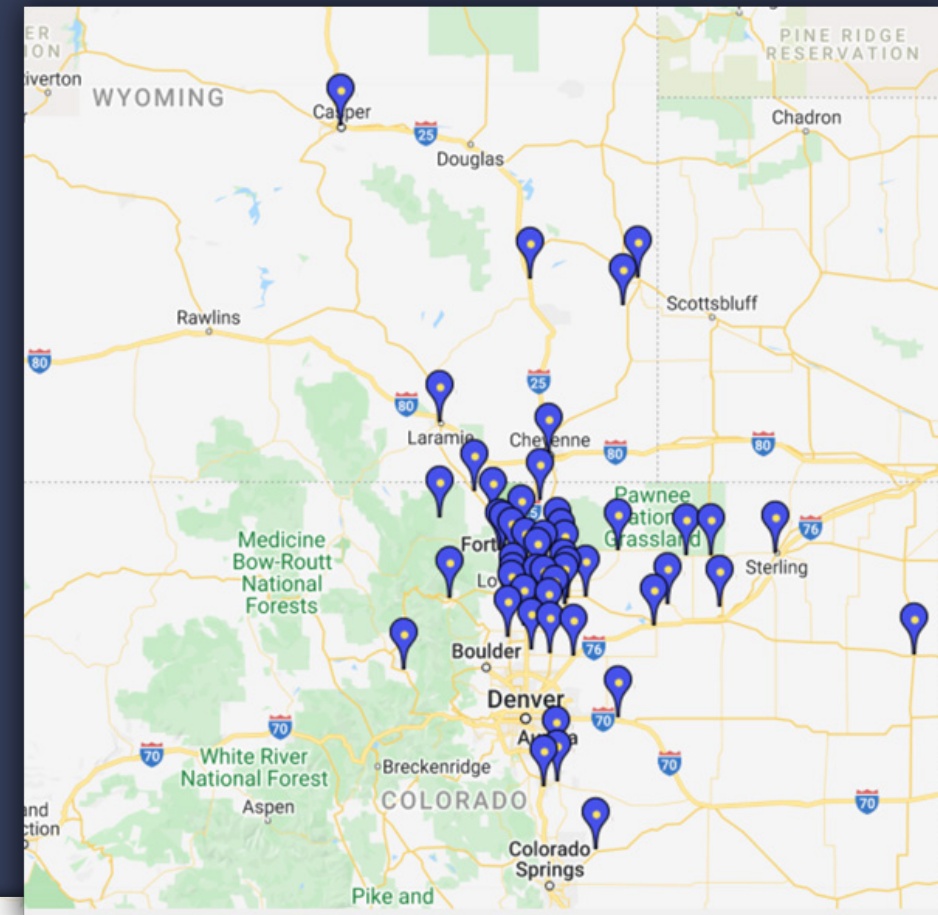 PINE RIDGE
RESERVATION
WYOMING
Casper
25
Chadron
Douglas
Scottsbluff
Rawlins
80
25
80
Laramie
Cheyenne
80
80
Pawnee
Grassland
76
Medicine
Bow-Routt
National
Forests
Sterling
Boulder
76
Denver
70
70
70
White River
National Forest
Breckenridge
70
Aspen
COLORADO
70
Colorado
Springs
Pike and